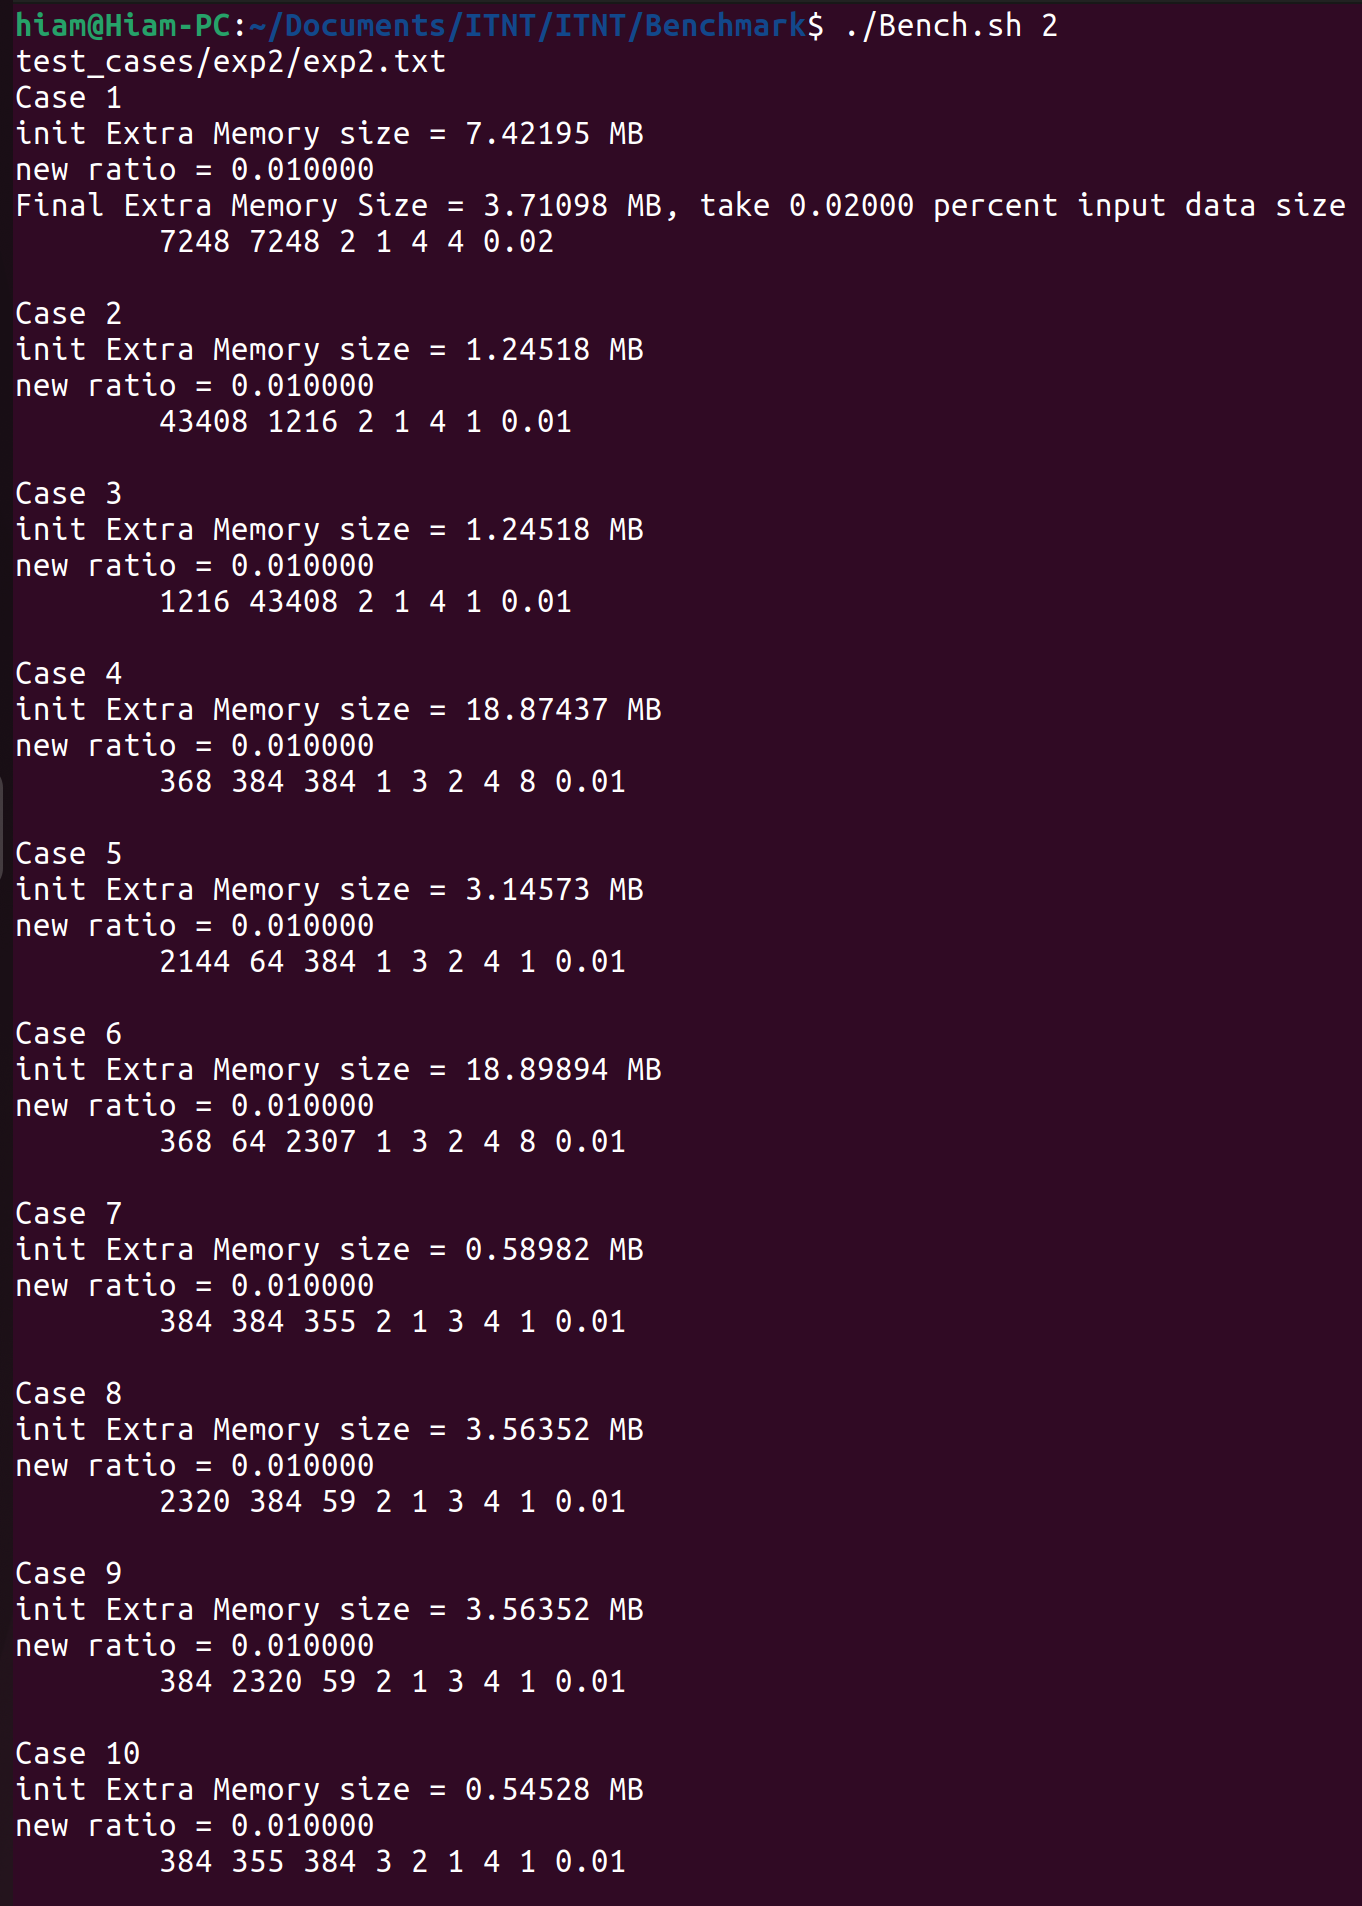 hiam@Hiam-PC:~/Documents/ITNT/ITNT/Benchmark$ ./Bench.sh 2
test_cases/exp2/exp2.txt
Case 1
init Extra Memory size = 7.42195 MB
new ratio = 0.010000
Final Extra Memory Size = 3.71098 MB, take 0.02000 percent input data size
7248 7248 2 1 4 4 0.02
Case 2
init Extra Memory size = 1.24518 MB
new ratio = 0.010000
43408 1216 2 1 4 1 0.01
Case 3
init Extra Memory size = 1.24518 MB
new ratio = 0.010000
1216 43408 2 1 4 1 0.01
Case 4
init Extra Memory size = 18.87437 MB
new ratio = 0.010000
368 384 384 1 3 2 4 8 0.01
Case 5
init Extra Memory size = 3.14573 MB
new ratio = 0.010000
2144 64 384 1 3 2 4 1 0.01
Case 6
init Extra Memory size = 18.89894 MB
new ratio = 0.010000
368 64 2307 1 3 2 4 8 0.01
Case 7
init Extra Memory size = 0.58982 MB
new ratio = 0.010000
384 384 355 2 1 3 4 1 0.01
Case 8
init Extra Memory size = 3.56352 MB
new ratio = 0.010000
2320 384 59 2 1 3 4 1 0.01
Case 9
init Extra Memory size = 3.56352 MB
new ratio = 0.010000
384 2320 59 2 1 3 4 1 0.01
Case 10
init Extra Memory size = 0.54528 MB
new ratio = 0.010000
384 355 384 3 2 1 4 1 0.01